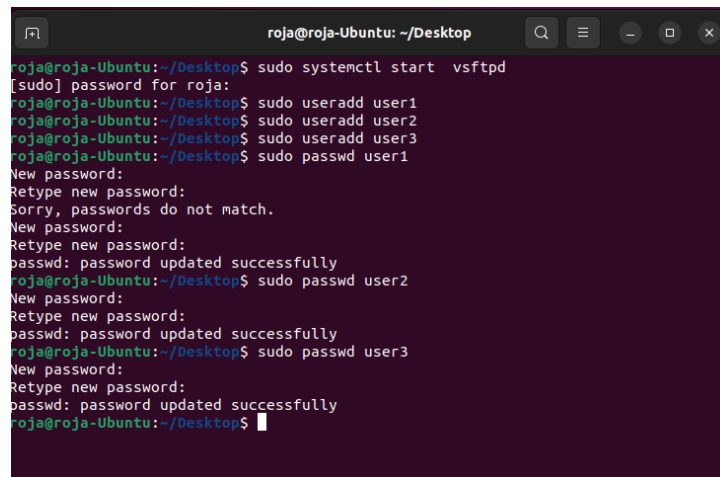 roja@roja-Ubuntu: ~/Desktop
roja@roja-Ubuntu:~/Desktop$ sudo systemctl start  vsftpd
[sudo] password for roja:
roja@roja-Ubuntu:~/Desktop$ sudo useradd user1
roja@roja-Ubuntu:~/Desktop$ sudo useradd user2
roja@roja-Ubuntu:~/Desktop$ sudo useradd user3
roja@roja-Ubuntu:~/Desktop$ sudo passwd user1
New password:
Retype new password:
Sorry, passwords do not match.
New password:
Retype new password:
passwd: password updated successfully
roja@roja-Ubuntu:~/Desktop$ sudo passwd user2
New password:
Retype new password:
passwd: password updated successfully
roja@roja-Ubuntu:~/Desktop$ sudo passwd user3
New password:
Retype new password:
passwd: password updated successfully
roja@roja-Ubuntu:~/Desktop$